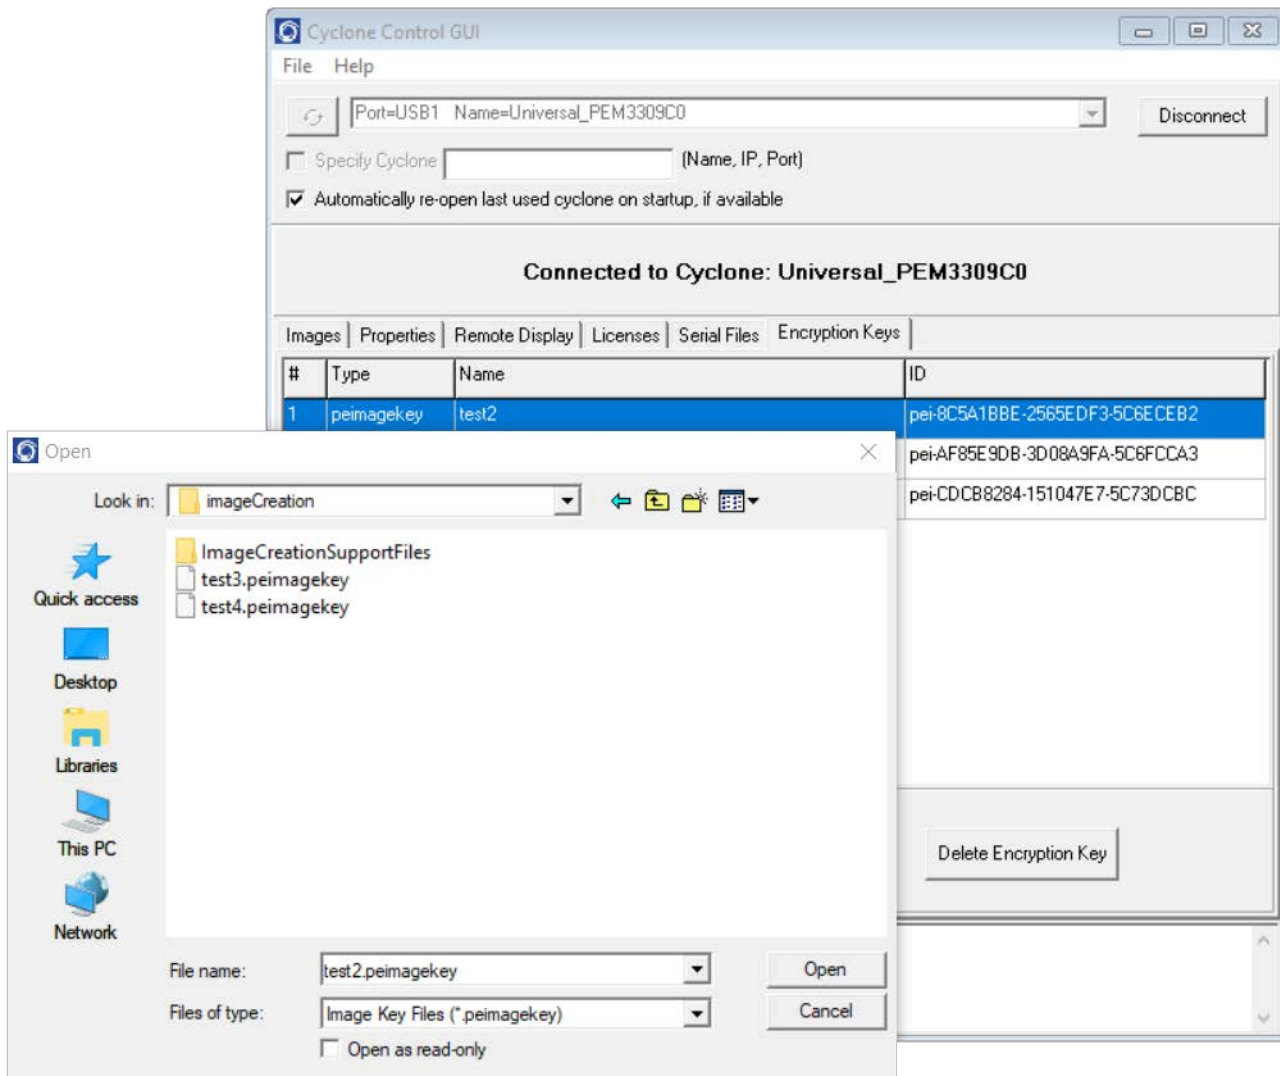 Cyclone Control GUI
File Help
Port=USB1 Name=Universal_PEM3309C0
Disconnect
Specify Cyclone (Name, IP, Port)
Automatically re-open last used cyclone on startup, if available
Connected to Cyclone: Universal_PEM3309C0
Images Properties Remote Display Licenses Serial Files Encryption Keys
# Type Name ID
1 peimagekey test2 pei-8C5A1BBE-2565EDF3-5C6ECEB2
pei-AF85E9DB-3D08A9FA-5C6FCCA3
pei-CDCB8284-151047E7-5C73DCBC
Delete Encryption Key
Open
Look in: imageCreation
ImageCreationSupportFiles
test3.peimagekey
test4.peimagekey
Quick access
Desktop
Libraries
This PC
Network
File name: test2.peimagekey Open
Files of type: Image Key Files (*.peimagekey) Cancel
Open as read-only